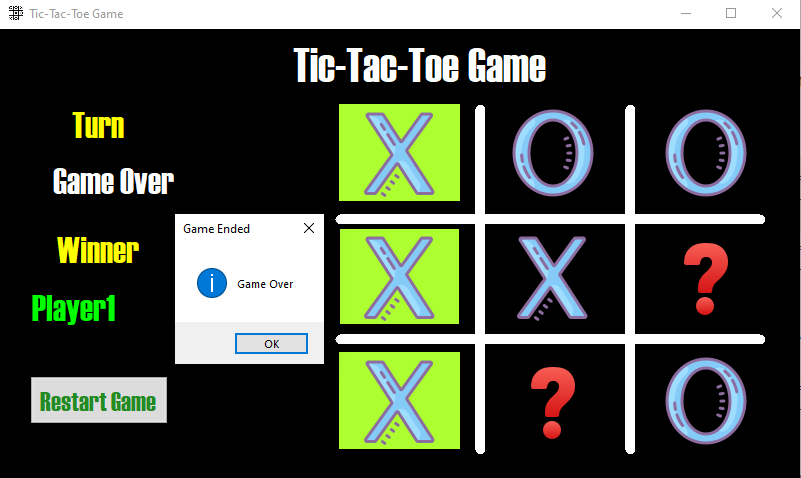 Tic-Tac-Toe Game
Tic-Tac-Toe Game
Turn
Game Over
Winner
Player1
Restart Game
Game Ended
Game Over
OK
X O O
X X ?
X ? O